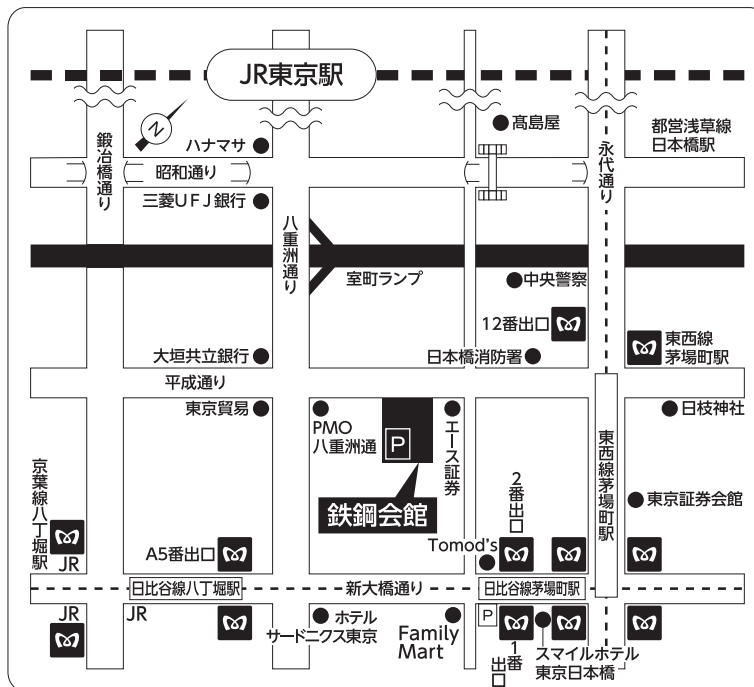 JR東京駅
N
ハナマサ
髙島屋
都営浅草線
日本橋駅
鍛冶橋通り
昭和通り
永代通り
三菱UFJ銀行
八重洲通り
室町ランプ
中央警察
12番出口
東西線
茅場町駅
大垣共立銀行
日本橋消防署
平成通り
東京貿易
PMO
八重洲通
P
エース証券
日枝神社
東西線茅場町駅
鉄鋼会館
京葉線八丁堀駅
2番出口
東京証券会館
JR
A5番出口
Tomod's
日比谷線八丁堀駅
新大橋通り
日比谷線茅場町駅
JR
JR
ホテル
サードニクス東京
Family
Mart
P
1番
出口
スマイルホテル
東京日本橋